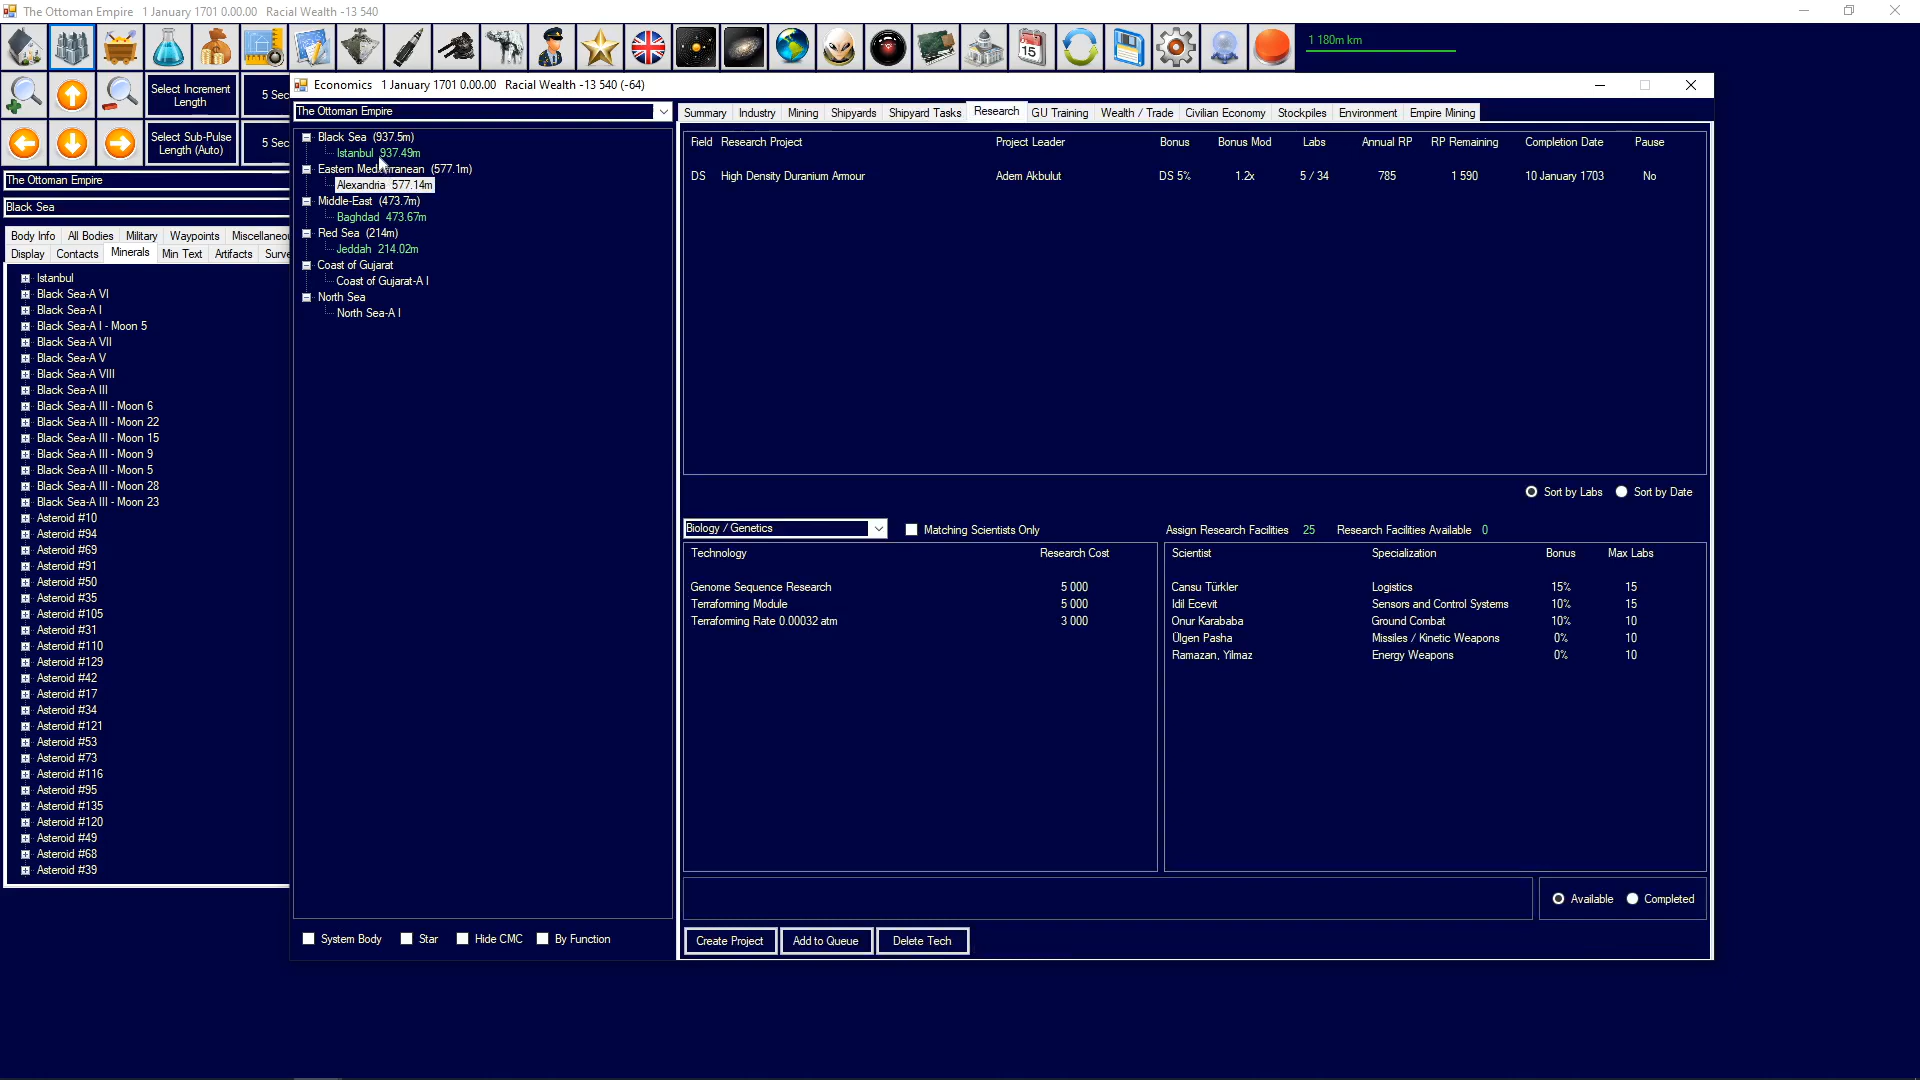 The Ottoman Empire 1 January 1701 0.00.00 Racial Wealth -13 540
15
1 180m km
Select Increment Length
5 Sec
Select Sub-Pulse Length (Auto)
5 Sec
The Ottoman Empire
Black Sea
Body Info All Bodies Military Waypoints Miscellaneou
Display Contacts Minerals Min Text Artifacts Surve
Istanbul
Black Sea-A VI
Black Sea-A I
Black Sea-A I - Moon 5
Black Sea-A VII
Black Sea-A V
Black Sea-A VIII
Black Sea-A III
Black Sea-A III - Moon 6
Black Sea-A III - Moon 22
Black Sea-A III - Moon 15
Black Sea-A III - Moon 9
Black Sea-A III - Moon 5
Black Sea-A III - Moon 28
Black Sea-A III - Moon 23
Asteroid #10
Asteroid #94
Asteroid #69
Asteroid #91
Asteroid #50
Asteroid #35
Asteroid #105
Asteroid #31
Asteroid #110
Asteroid #129
Asteroid #42
Asteroid #17
Asteroid #34
Asteroid #121
Asteroid #53
Asteroid #73
Asteroid #116
Asteroid #95
Asteroid #135
Asteroid #120
Asteroid #49
Asteroid #68
Asteroid #39
Economics 1 January 1701 0.00.00 Racial Wealth -13 540 (-64)
The Ottoman Empire
Black Sea (937.5m)
Istanbul 937.49m
Eastern Mediterranean (577.1m)
Alexandria 577.14m
Middle-East (473.7m)
Baghdad 473.67m
Red Sea (214m)
Jeddah 214.02m
Coast of Gujarat
Coast of Gujarat-A I
North Sea
North Sea-A I
System Body Star Hide CMC By Function
Summary Industry Mining Shipyards Shipyard Tasks Research GU Training Wealth / Trade Civilian Economy Stockpiles Environment Empire Mining
Field Research Project Project Leader Bonus Bonus Mod Labs Annual RP RP Remaining Completion Date Pause
DS High Density Duranium Armour Adem Akbulut DS 5% 1.2x 5 / 34 785 1 590 10 January 1703 No
Sort by Labs Sort by Date
Biology / Genetics Matching Scientists Only Assign Research Facilities 25 Research Facilities Available 0
Technology Research Cost
Genome Sequence Research 5 000
Terraforming Module 5 000
Terraforming Rate 0.00032 atm 3 000
Scientist Specialization Bonus Max Labs
Cansu Türkler Logistics 15% 15
Idil Ecevit Sensors and Control Systems 10% 15
Onur Karababa Ground Combat 10% 10
Ülgen Pasha Missiles / Kinetic Weapons 0% 10
Ramazan, Yilmaz Energy Weapons 0% 10
Available Completed
Create Project Add to Queue Delete Tech